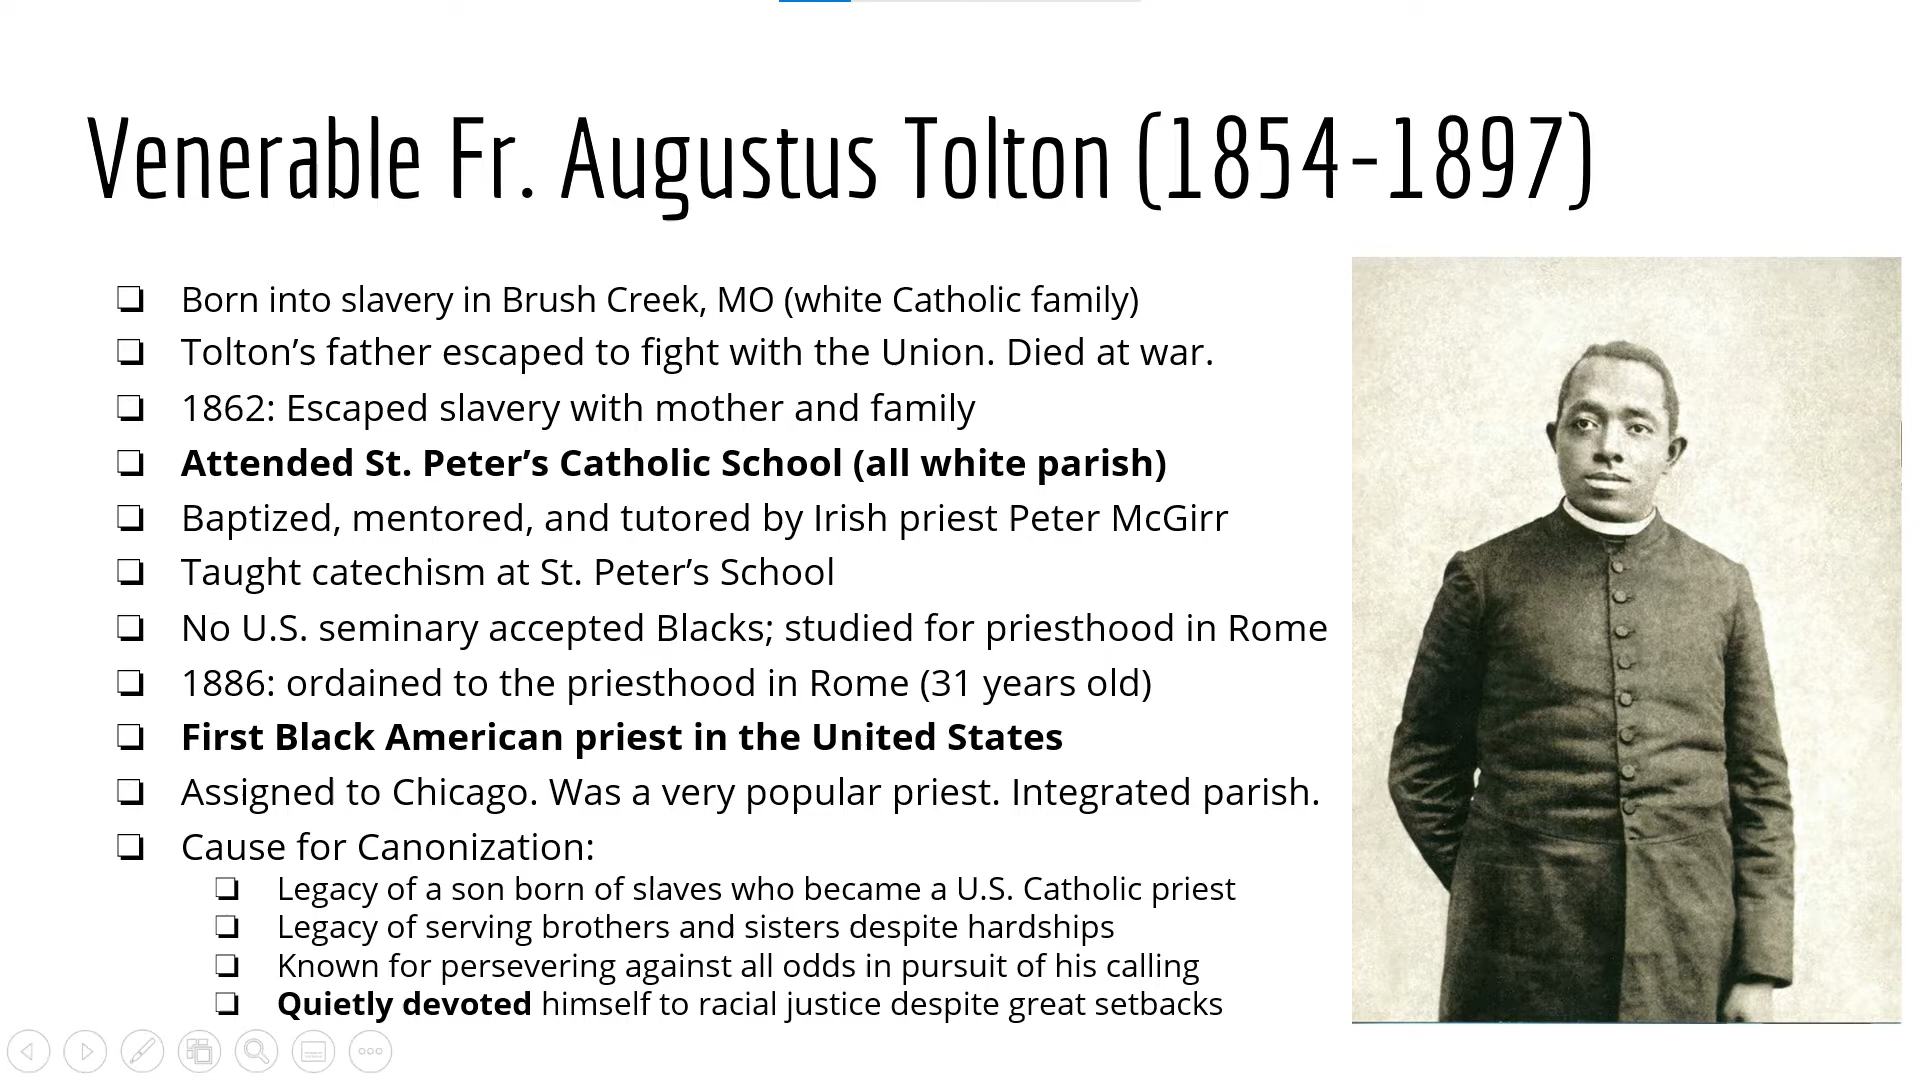 Venerable Fr. Augustus Tolton (1854-1897)
Born into slavery in Brush Creek, MO (white Catholic family)
Tolton’s father escaped to fight with the Union. Died at war.
1862: Escaped slavery with mother and family
Attended St. Peter’s Catholic School (all white parish)
Baptized, mentored, and tutored by Irish priest Peter McGirr
Taught catechism at St. Peter’s School
No U.S. seminary accepted Blacks; studied for priesthood in Rome
1886: ordained to the priesthood in Rome (31 years old)
First Black American priest in the United States
Assigned to Chicago. Was a very popular priest. Integrated parish.
Cause for Canonization:
Legacy of a son born of slaves who became a U.S. Catholic priest
Legacy of serving brothers and sisters despite hardships
Known for persevering against all odds in pursuit of his calling
Quietly devoted himself to racial justice despite great setbacks